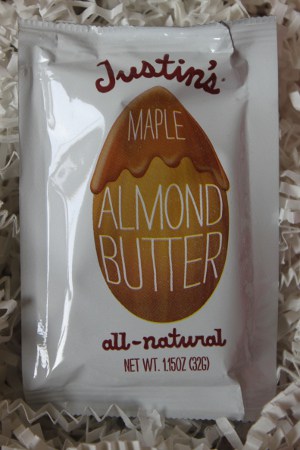 Justin's
MAPLE
ALMOND
BUTTER
all-natural
NET WT. 1.15OZ (32G)